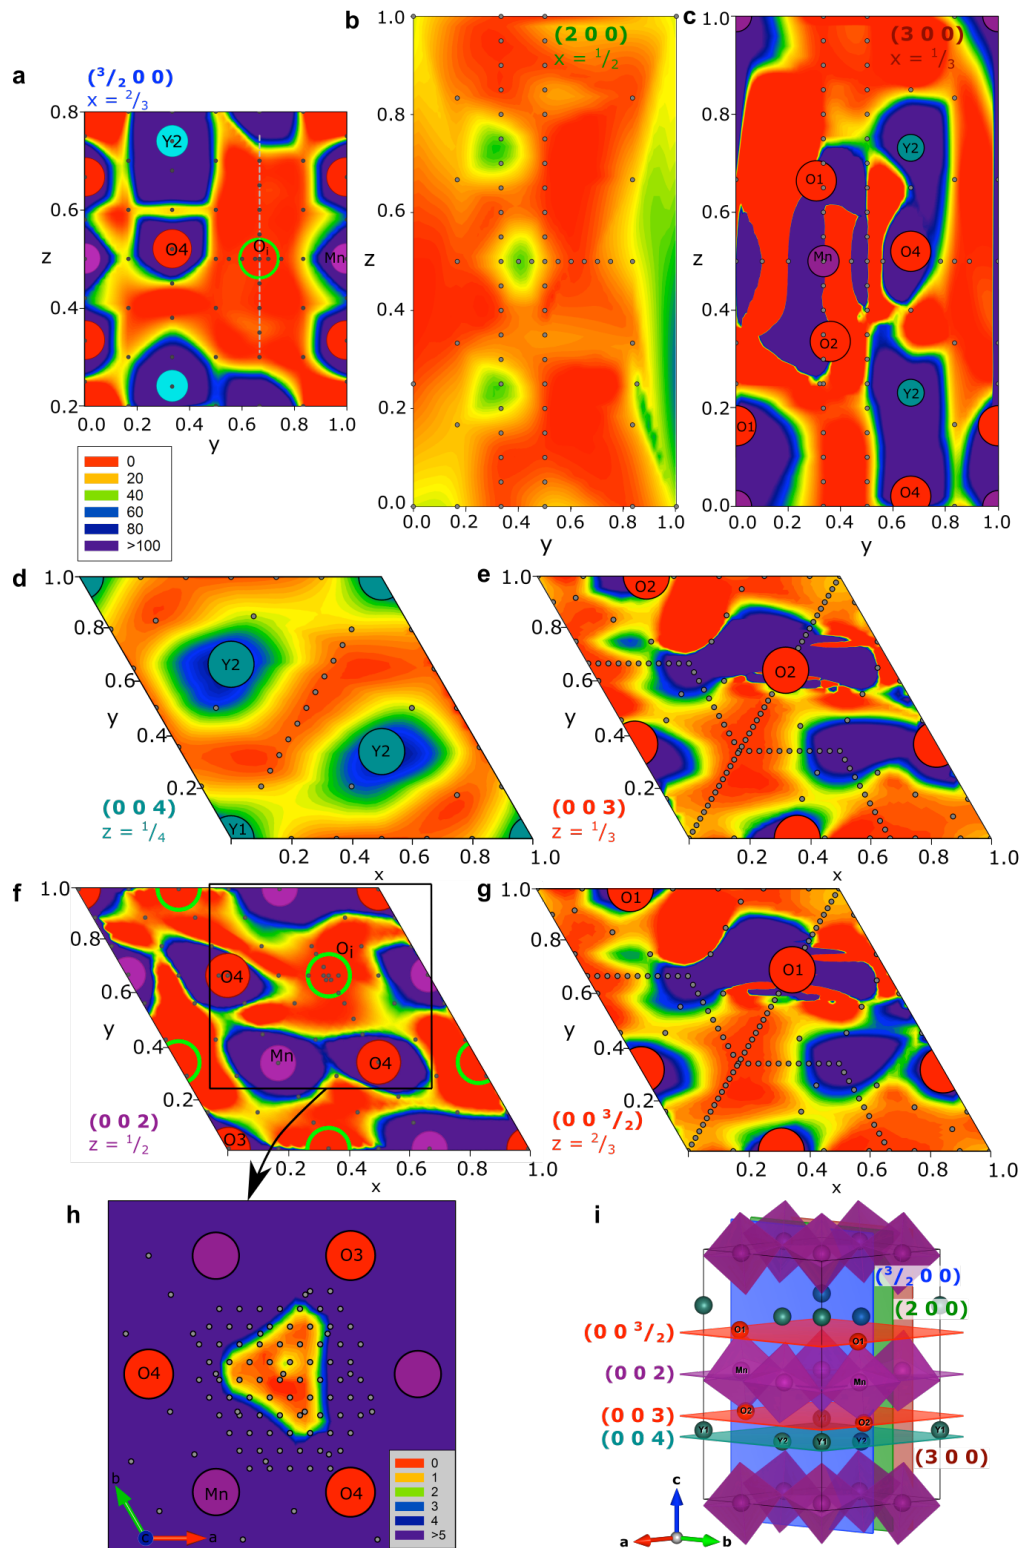 a
(³/₂ 0 0)
x = ²/₃
0.8
0.6
z
0.4
0.2
Y2
O4
Oᵢ
Mn
0.0 0.2 0.4 0.6 0.8 1.0
y
0
20
40
60
80
>100
b
(2 0 0)
x = ¹/₂
1.0
0.8
0.6
z
0.4
0.2
0.0
0.0 0.2 0.4 0.6 0.8 1.0
y
c
(3 0 0)
x = ¹/₃
1.0
0.8
0.6
z
0.4
0.2
0.0
Y2
O1
O4
Mn
O2
Y2
O1
O4
0.0 0.2 0.4 0.6 0.8 1.0
y
d
1.0
0.8
0.6
y
0.4
0.2
Y2
Y2
Y1
(0 0 4)
z = ¹/₄
0.2 0.4 0.6 0.8 1.0
x
e
1.0
0.8
0.6
y
0.4
0.2
O2
O2
(0 0 3)
z = ¹/₃
0.2 0.4 0.6 0.8 1.0
x
f
1.0
0.8
0.6
y
0.4
0.2
Oᵢ
O4
Mn
O4
O3
(0 0 2)
z = ¹/₂
0.2 0.4 0.6 0.8 1.0
x
g
1.0
0.8
0.6
y
0.4
0.2
O1
O1
(0 0 ³/₂)
z = ²/₃
0.2 0.4 0.6 0.8 1.0
x
h
O3
O4
Mn
O4
b
c
a
0
1
2
3
4
>5
i
(³/₂ 0 0)
(2 0 0)
(0 0 ³/₂)
O1
O1
(0 0 2)
Mn
Mn
(0 0 3)
O2
O2
(0 0 4)
Y1
Y2
Y1
Y2
Y1
(3 0 0)
c
a
b